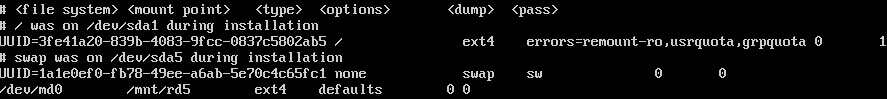 # <file system> <mount point>   <type>  <options>       <dump>  <pass>
# / was on /dev/sda1 during installation
UUID=3fe41a20-839b-4083-9fcc-0837c5802ab5 /               ext4    errors=remount-ro,usrquota,grpquota 0       1
# swap was on /dev/sda5 during installation
UUID=1a1e0ef0-fb78-49ee-a6ab-5e70c4c65fc1 none            swap    sw              0       0
/dev/md0        /mnt/rd5        ext4    defaults        0 0